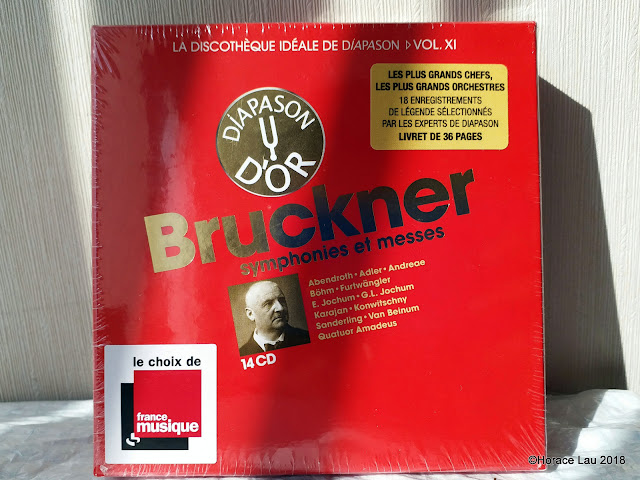 LA DISCOTHÈQUE IDÉALE DE DIAPASON ▷ VOL. XI
LES PLUS GRANDS CHEFS,
LES PLUS GRANDS ORCHESTRES
18 ENREGISTREMENTS
DE LÉGENDE SÉLECTIONNÉS
PAR LES EXPERTS DE DIAPASON
LIVRET DE 36 PAGES
DIAPASON
D'OR
Bruckner
symphonies et messes
Abendroth • Adler • Andreae
Böhm • Furtwängler
E. Jochum • G.L. Jochum
Karajan • Konwitschny
Sanderling • Van Beinum
Quatuor Amadeus
14 CD
le choix de
france
musique
©Horace Lau 2018